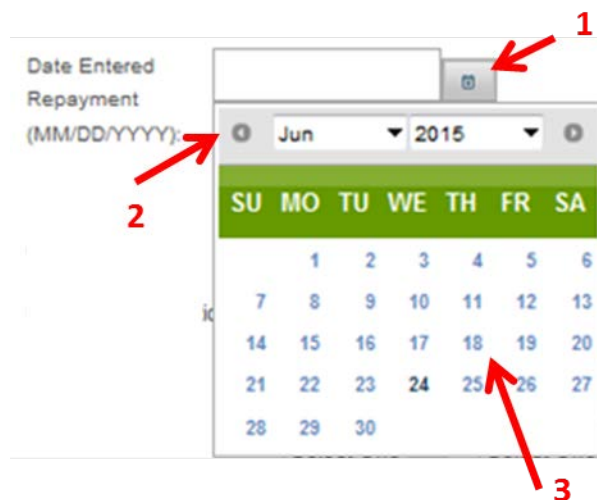 1
Date Entered
Repayment
(MM/DD/YYYY):
Jun 2015
2
SU MO TU WE TH FR SA
1 2 3 4 5 6
7 8 9 10 11 12 13
14 15 16 17 18 19 20
21 22 23 24 25 26 27
28 29 30
3